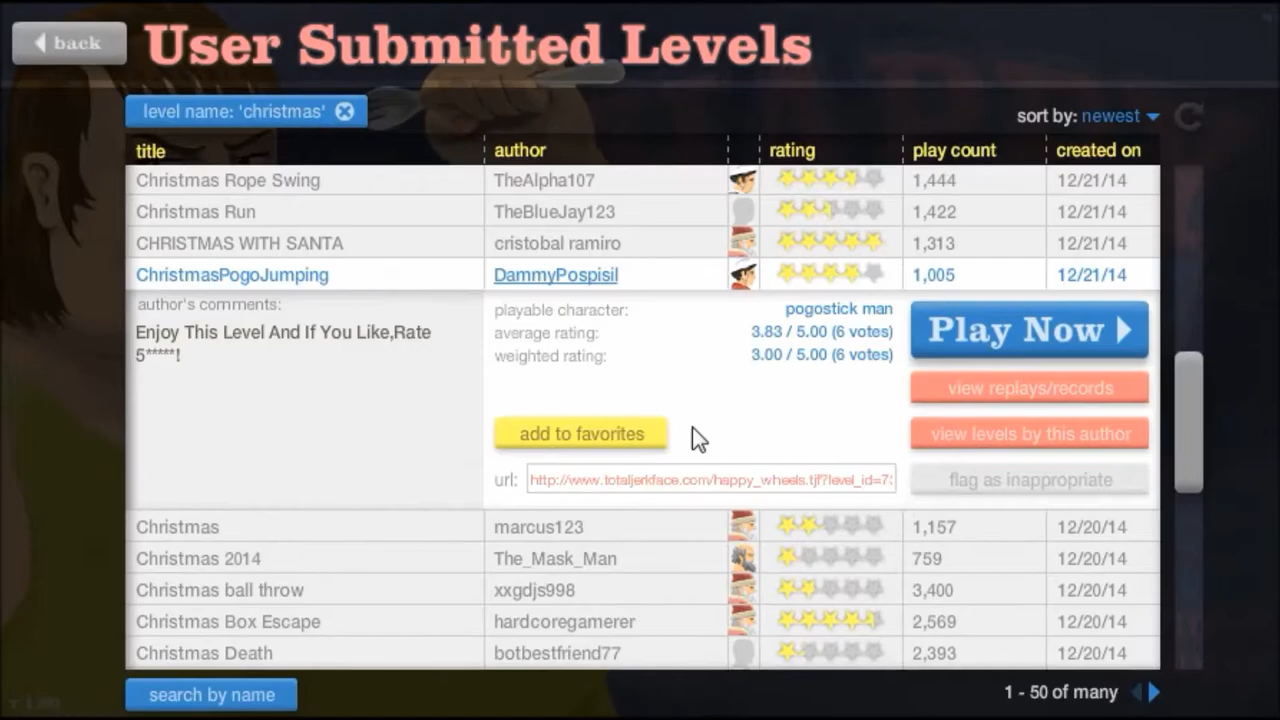 back
User Submitted Levels
level name: 'christmas'
sort by: newest
title author rating play count created on
Christmas Rope Swing TheAlpha107 1,444 12/21/14
Christmas Run TheBlueJay123 1,422 12/21/14
CHRISTMAS WITH SANTA cristobal ramiro 1,313 12/21/14
ChristmasPogoJumping DammyPospisil 1,005 12/21/14
author's comments:
Enjoy This Level And If You Like,Rate
5*****!
playable character: pogostick man
average rating: 3.83 / 5.00 (6 votes)
weighted rating: 3.00 / 5.00 (6 votes)
add to favorites
url: http://www.totaljerkface.com/happy_wheels.tjf?level_id=7
Play Now
view replays/records
view levels by this author
flag as inappropriate
Christmas marcus123 1,157 12/20/14
Christmas 2014 The_Mask_Man 759 12/20/14
Christmas ball throw xxgdjs998 3,400 12/20/14
Christmas Box Escape hardcoregamerer 2,569 12/20/14
Christmas Death botbestfriend77 2,393 12/20/14
search by name
1 - 50 of many